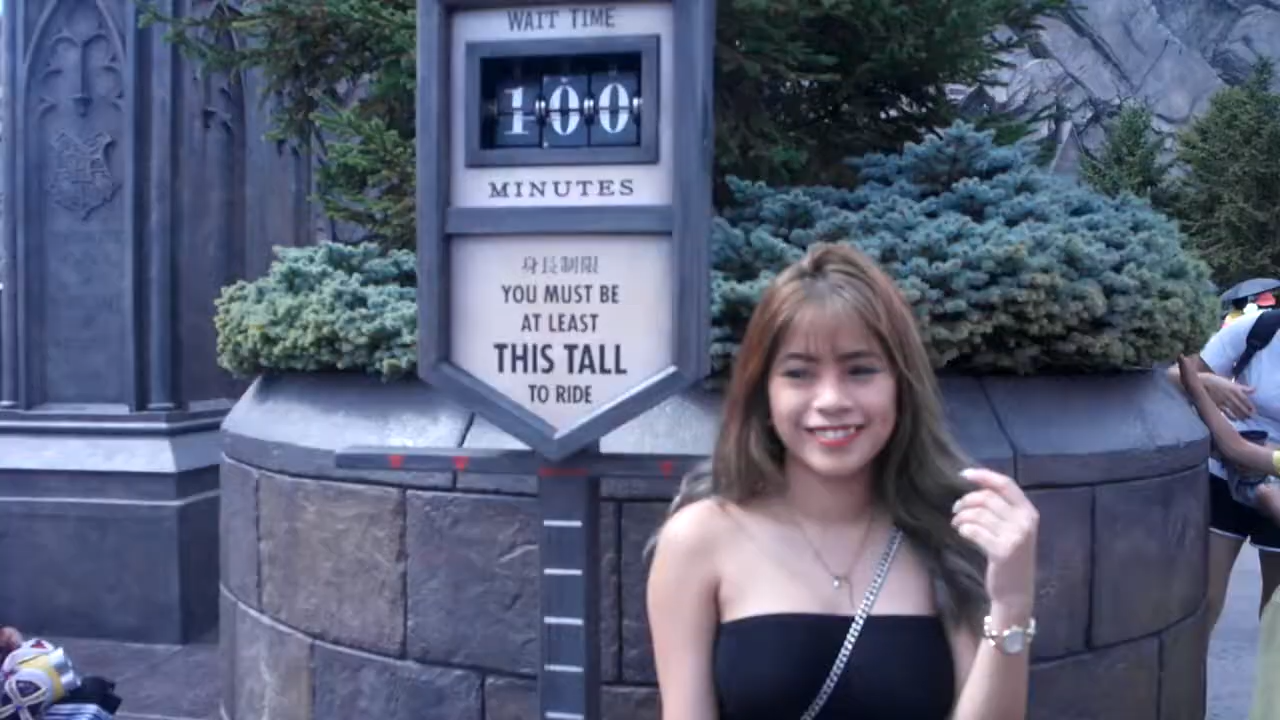 WAIT TIME
100
MINUTES
身長制限
YOU MUST BE
AT LEAST
THIS TALL
TO RIDE